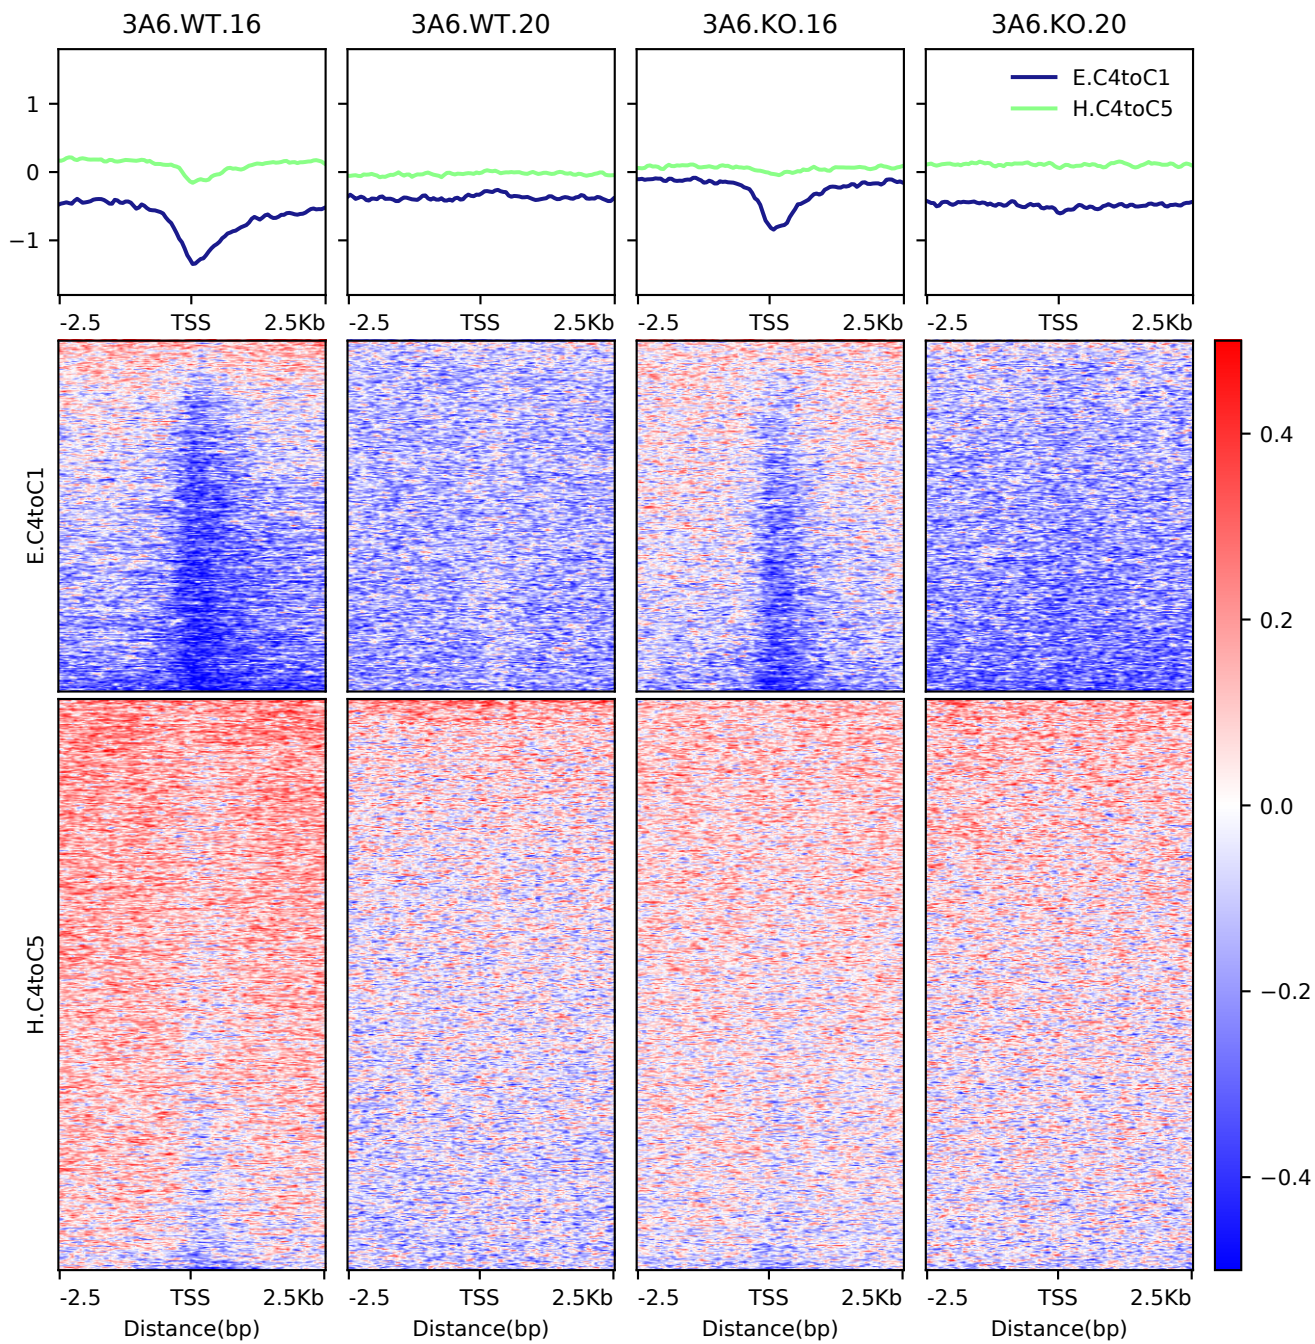 3A6.WT.16 3A6.WT.20 3A6.KO.16 3A6.KO.20
E.C4toC1
H.C4toC5
1
0
−1
-2.5 TSS 2.5Kb -2.5 TSS 2.5Kb -2.5 TSS 2.5Kb -2.5 TSS 2.5Kb
E.C4toC1
H.C4toC5
0.4
0.2
0.0
−0.2
−0.4
-2.5 TSS 2.5Kb -2.5 TSS 2.5Kb -2.5 TSS 2.5Kb -2.5 TSS 2.5Kb
Distance(bp) Distance(bp) Distance(bp) Distance(bp)